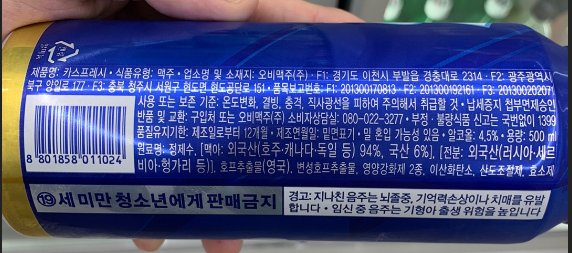 제품명: 카스프레시 • 식품유형: 맥주 • 업소명 및 소재지: 오비맥주(주) · F1: 경기도 이천시 부발읍 경충대로 2314 · F2: 광주광역시
북구 양일로 177 · F3: 충북 청주시 서원구 현도면 현도공단로 151 • 품목보고번호: F1: 201300170813 · F2: 201300192161 · F3: 2013002020
사용 또는 보존 기준: 온도변화, 결빙, 충격, 직사광선을 피하여 주의해서 취급할 것 • 납세증지 첩부면제승인
반품 및 교환: 구입처 또는 오비맥주(주) 소비자상담실: 080-022-3377 • 부정 · 불량식품 신고는 국번없이 1399
품질유지기한: 제조일로부터 12개월 • 제조연월일: 밑면표기 • 밀 혼입 가능성 있음 • 알코올: 4.5% • 용량: 500 ml
원료명: 정제수, [맥아: 외국산(호주·캐나다·독일 등) 94%, 국산 6%], [전분: 외국산(러시아·세르
비아·헝가리 등)], 호프추출물(영국), 변성호프추출물, 영양강화제 2종, 이산화탄소, 산도조절제, 효소제
8 801858 011024
19세 미만 청소년에게 판매금지
경고: 지나친 음주는 뇌졸중, 기억력손상이나 치매를 유발
합니다 • 임신 중 음주는 기형아 출생 위험을 높입니다